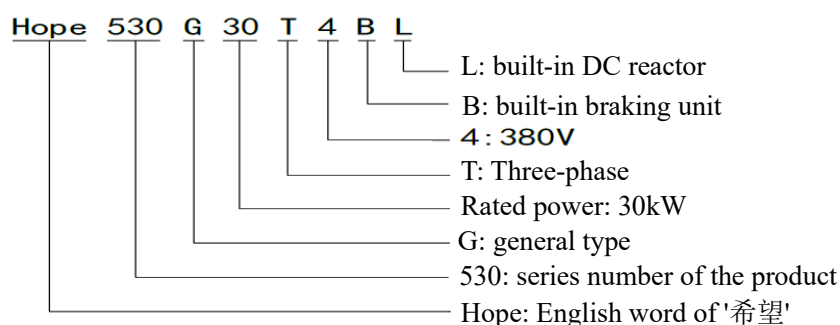 Hope 530 G 30 T 4 B L
L: built-in DC reactor
B: built-in braking unit
4:380V
T: Three-phase
Rated power: 30kW
G: general type
530: series number of the product
Hope: English word of '希望'